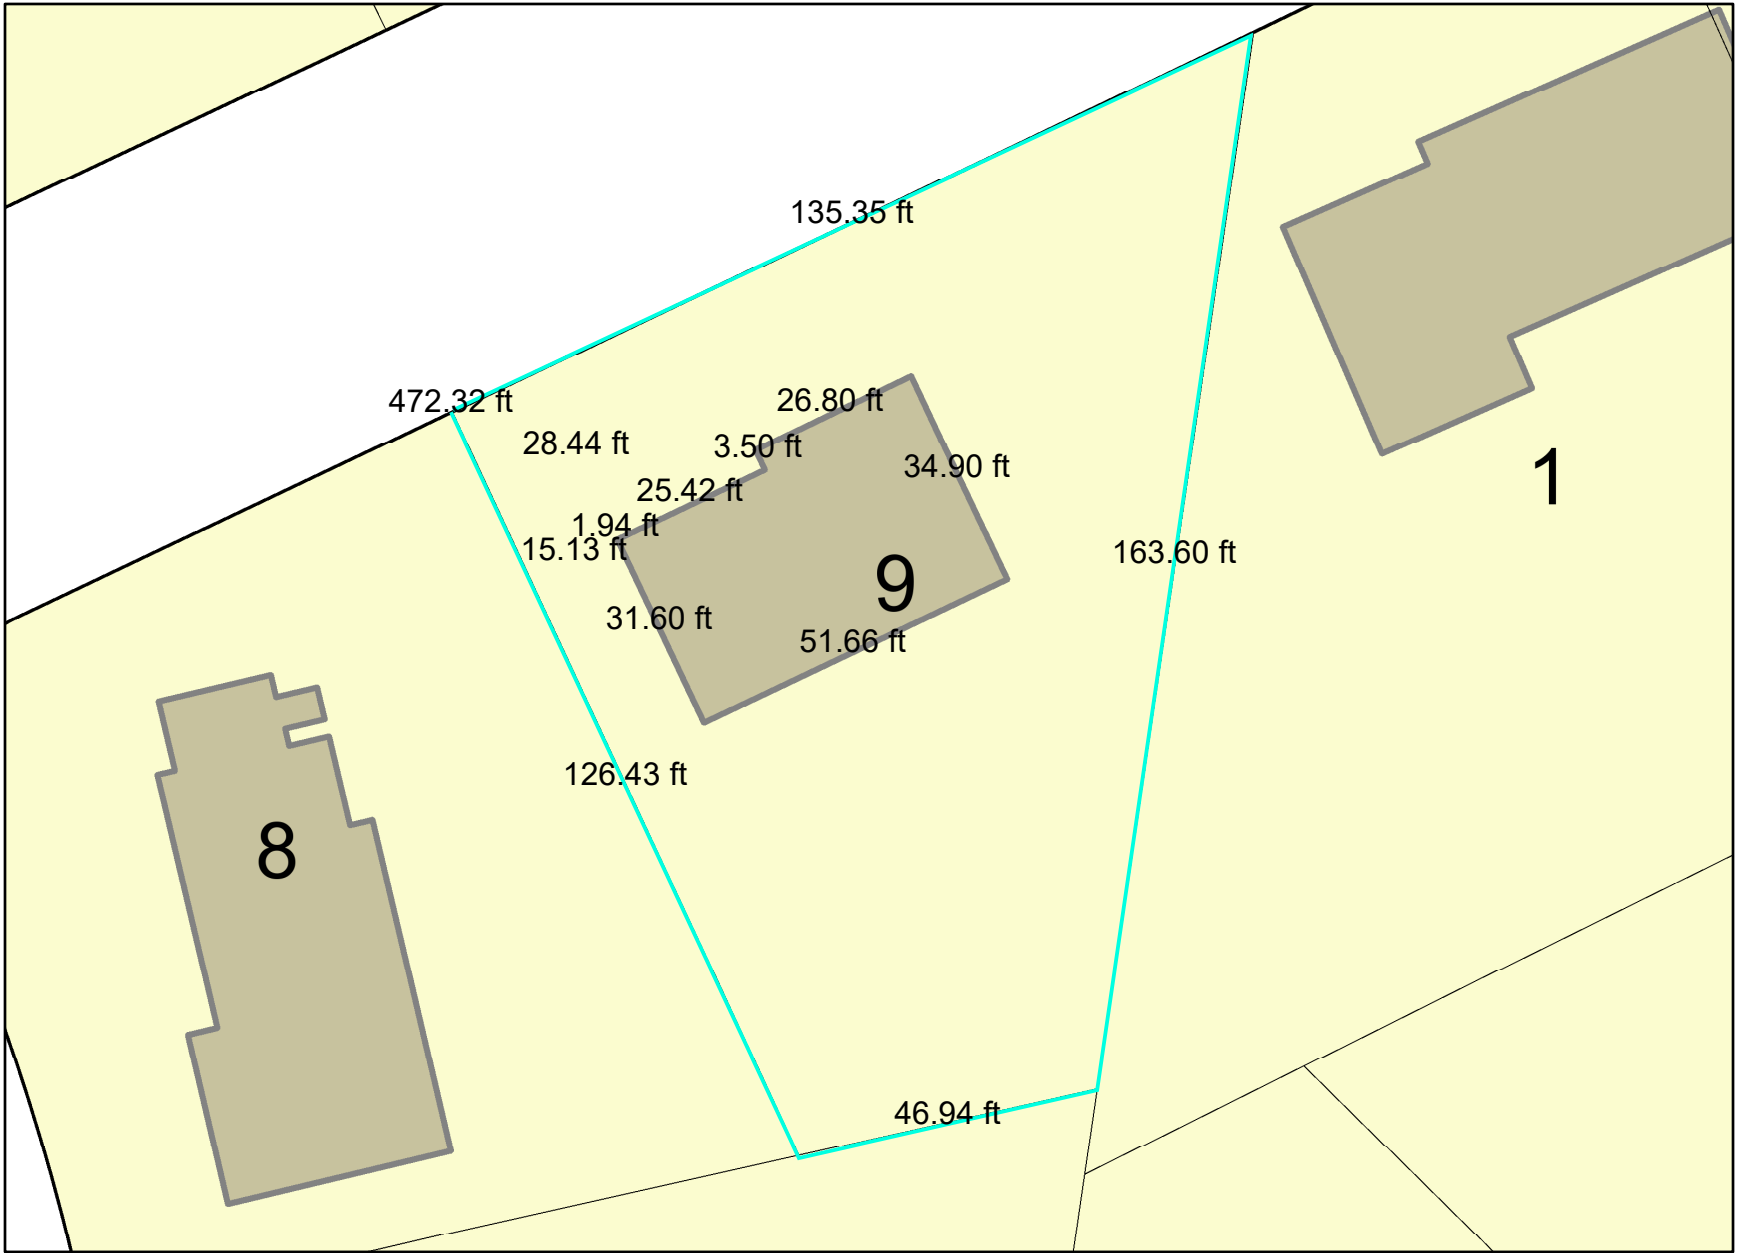 135.35 ft
472.32 ft
26.80 ft
28.44 ft
3.50 ft
34.90 ft
25.42 ft
1
1.94 ft
15.13 ft
163.60 ft
9
31.60 ft
51.66 ft
126.43 ft
8
46.94 ft